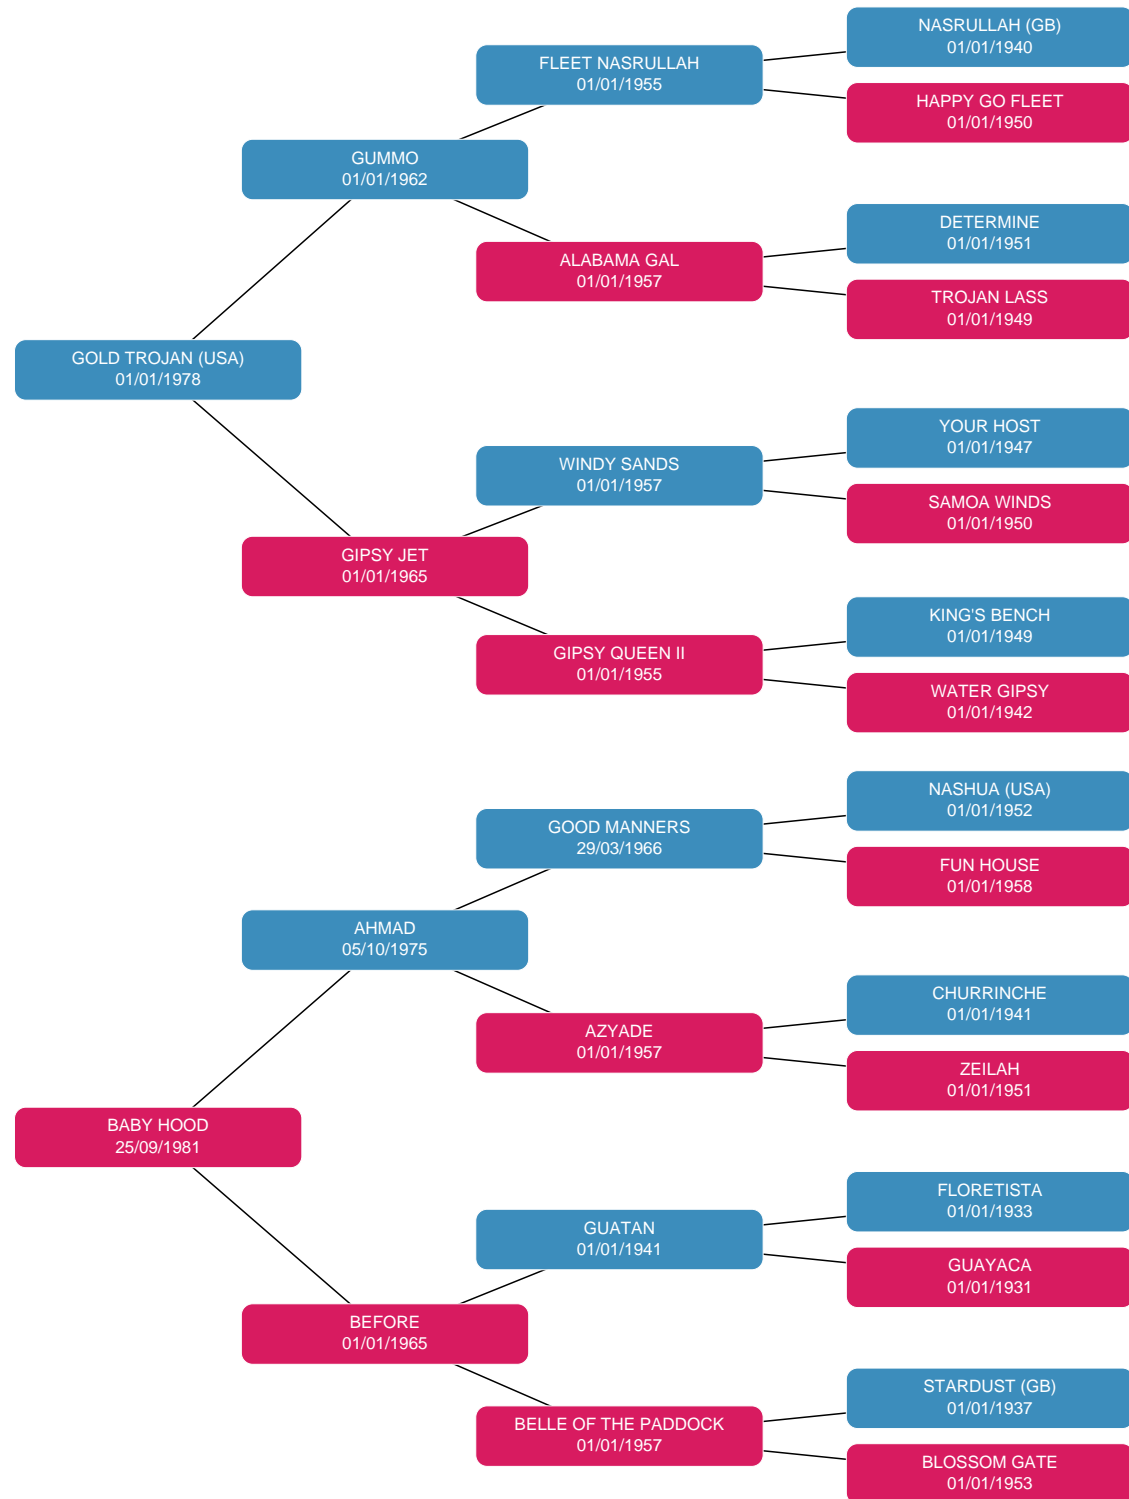 NASRULLAH (GB)
01/01/1940
FLEET NASRULLAH
01/01/1955
HAPPY GO FLEET
01/01/1950
GUMMO
01/01/1962
DETERMINE
01/01/1951
ALABAMA GAL
01/01/1957
TROJAN LASS
01/01/1949
GOLD TROJAN (USA)
01/01/1978
YOUR HOST
01/01/1947
WINDY SANDS
01/01/1957
SAMOA WINDS
01/01/1950
GIPSY JET
01/01/1965
KING'S BENCH
01/01/1949
GIPSY QUEEN II
01/01/1955
WATER GIPSY
01/01/1942
NASHUA (USA)
01/01/1952
GOOD MANNERS
29/03/1966
FUN HOUSE
01/01/1958
AHMAD
05/10/1975
CHURRINCHE
01/01/1941
AZYADE
01/01/1957
ZEILAH
01/01/1951
BABY HOOD
25/09/1981
FLORETISTA
01/01/1933
GUATAN
01/01/1941
GUAYACA
01/01/1931
BEFORE
01/01/1965
STARDUST (GB)
01/01/1937
BELLE OF THE PADDOCK
01/01/1957
BLOSSOM GATE
01/01/1953